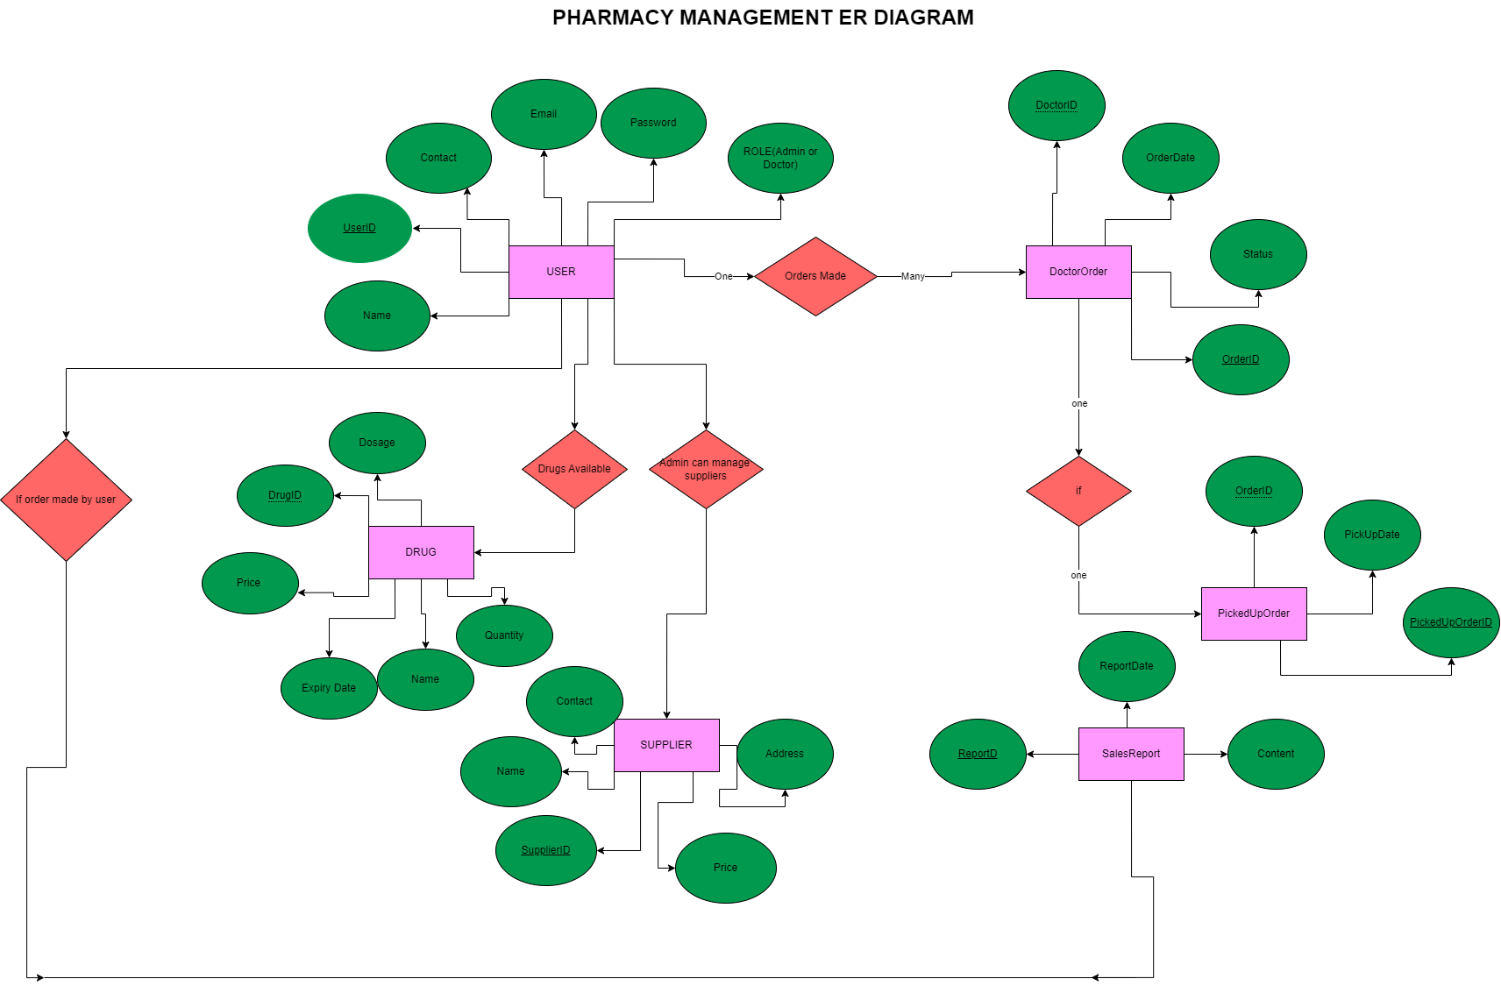 PHARMACY MANAGEMENT ER DIAGRAM
DoctorID
Email
Password
Contact
ROLE(Admin or
Doctor)
OrderDate
UserID
Status
USER
One
Orders Made
Many
DoctorOrder
Name
OrderID
one
Dosage
Drugs Available
Admin can manage
suppliers
If order made by user
DrugID
if
OrderID
PickUpDate
DRUG
Price
one
PickedUpOrder
PickedUpOrderID
Quantity
Expiry Date
Name
ReportDate
Contact
SUPPLIER
Address
ReportD
SalesReport
Content
Name
SupplierID
Price